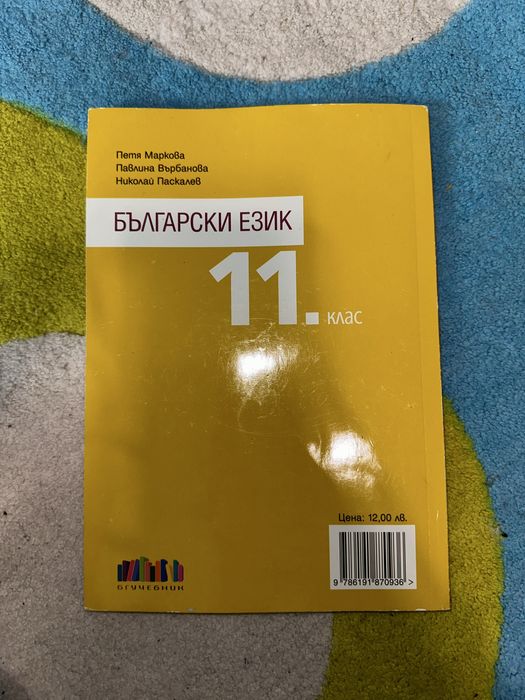 Петя Маркова
Павлина Върбанова
Николай Паскалев
БЪЛГАРСКИ ЕЗИК
11. клас
Цена: 12,00 лв.
9 786191 870936 >
БГУЧЕБНИК